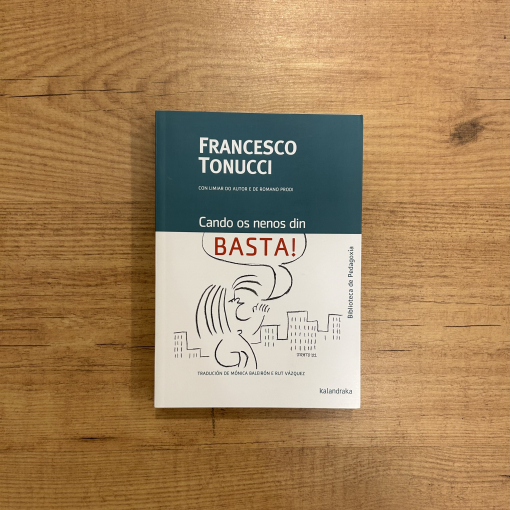 FRANCESCO
TONUCCI
CON LIMIAR DO AUTOR E DE ROMANO PRODI
Cando os nenos din
BASTA!
Biblioteca de Pedagoxía
TRADUCIÓN DE MÓNICA BALEIRÓN E RUT VÁZQUEZ
kalandraka